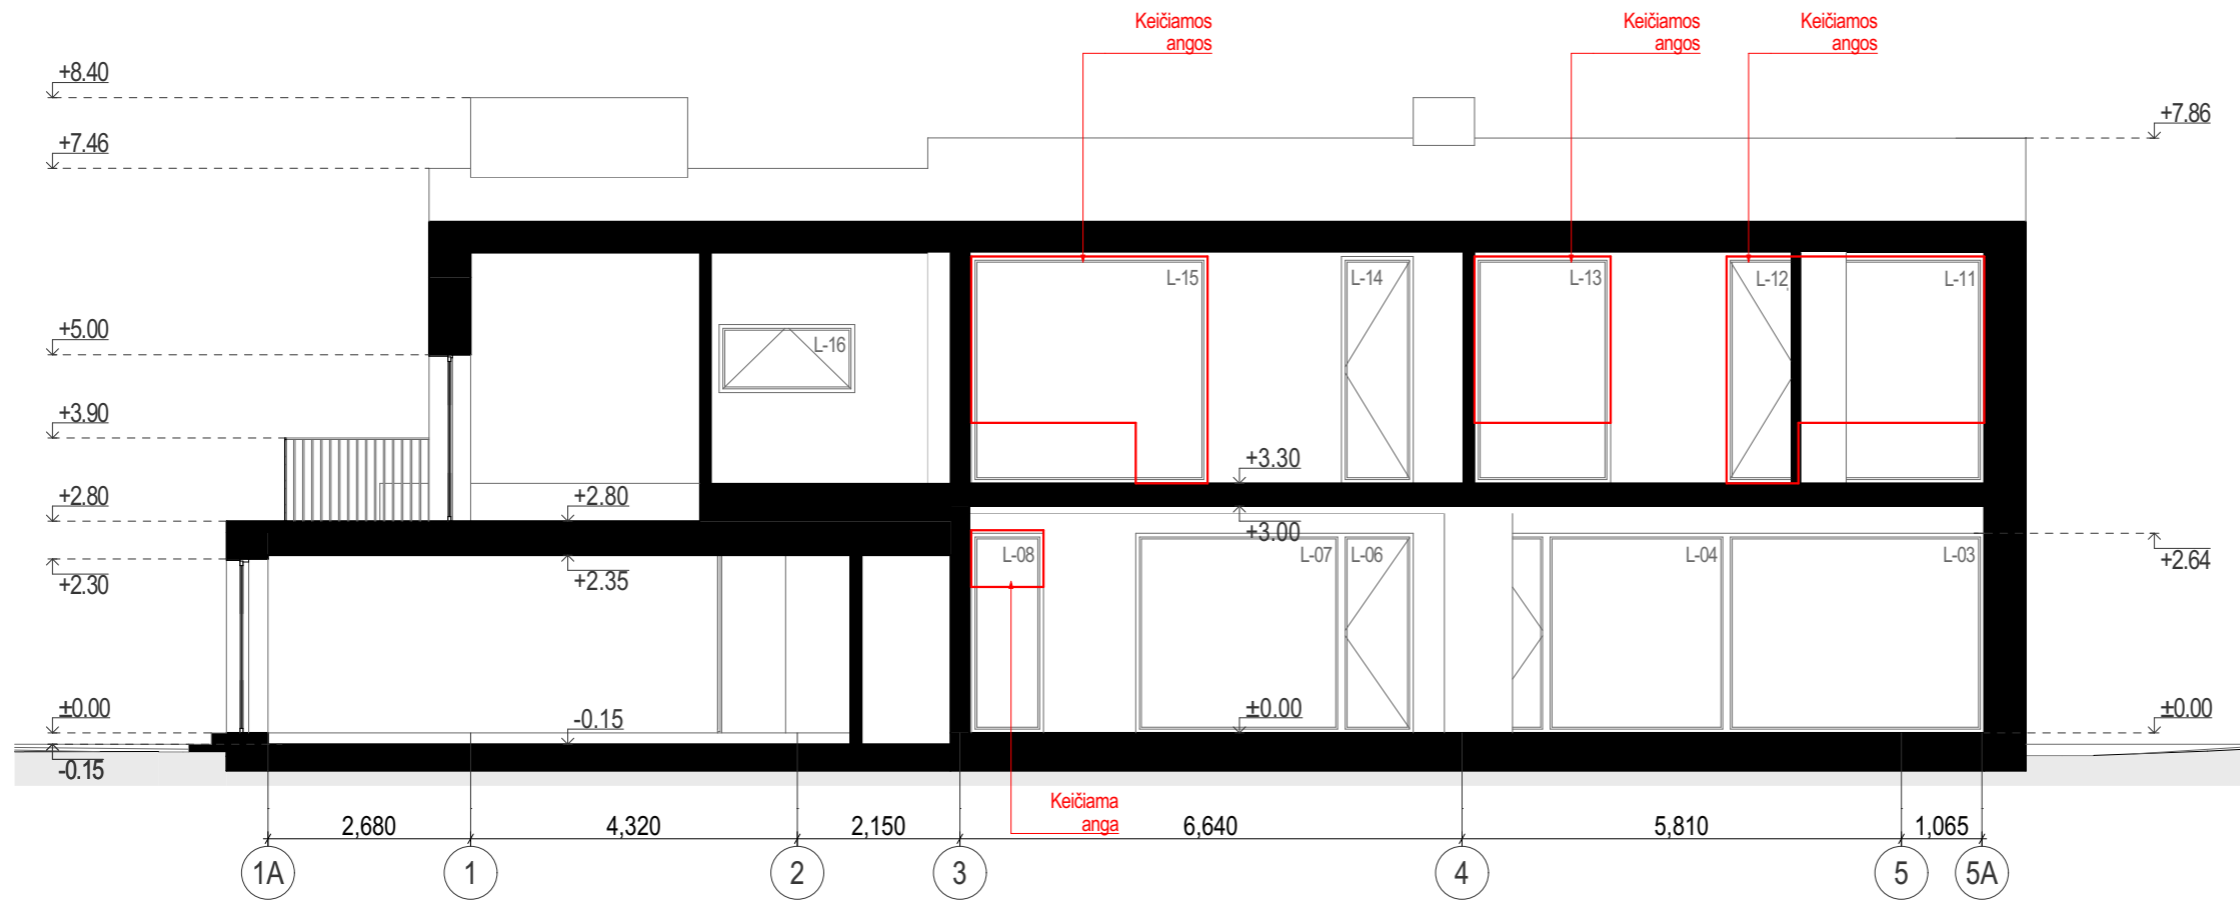 Keičiamos
angos
Keičiamos
angos
Keičiamos
angos
+8.40
+7.86
+7.46
L-15
L-14
L-13
L-12
L-11
+5.00
L-16
+3.90
+3.30
+2.80
+2.80
+3.00
L-08
L-07
L-06
L-04
L-03
+2.30
+2.35
+2.64
±0.00
-0.15
±0.00
±0.00
-0.15
Keičiama
anga
2,680
4,320
2,150
6,640
5,810
1,065
1A
1
2
3
4
5
5A